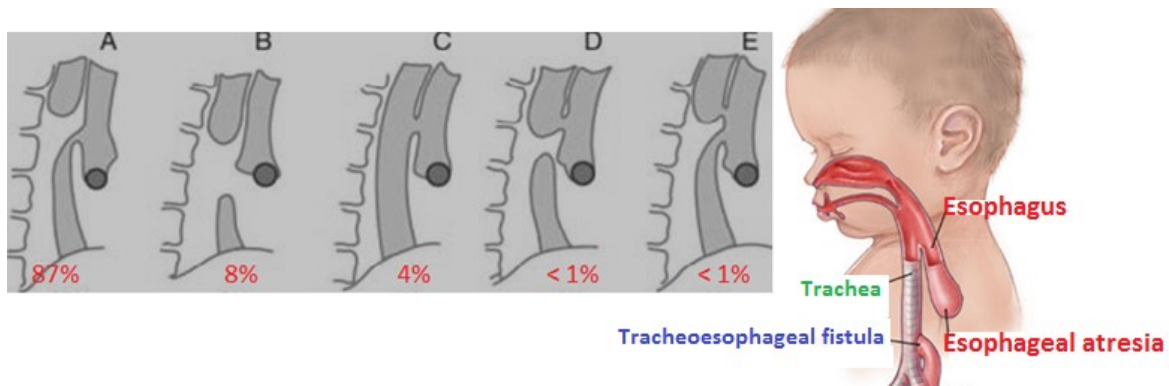 A B C D E
87% 8% 4% < 1% < 1%
Esophagus
Trachea
Tracheoesophageal fistula
Esophageal atresia